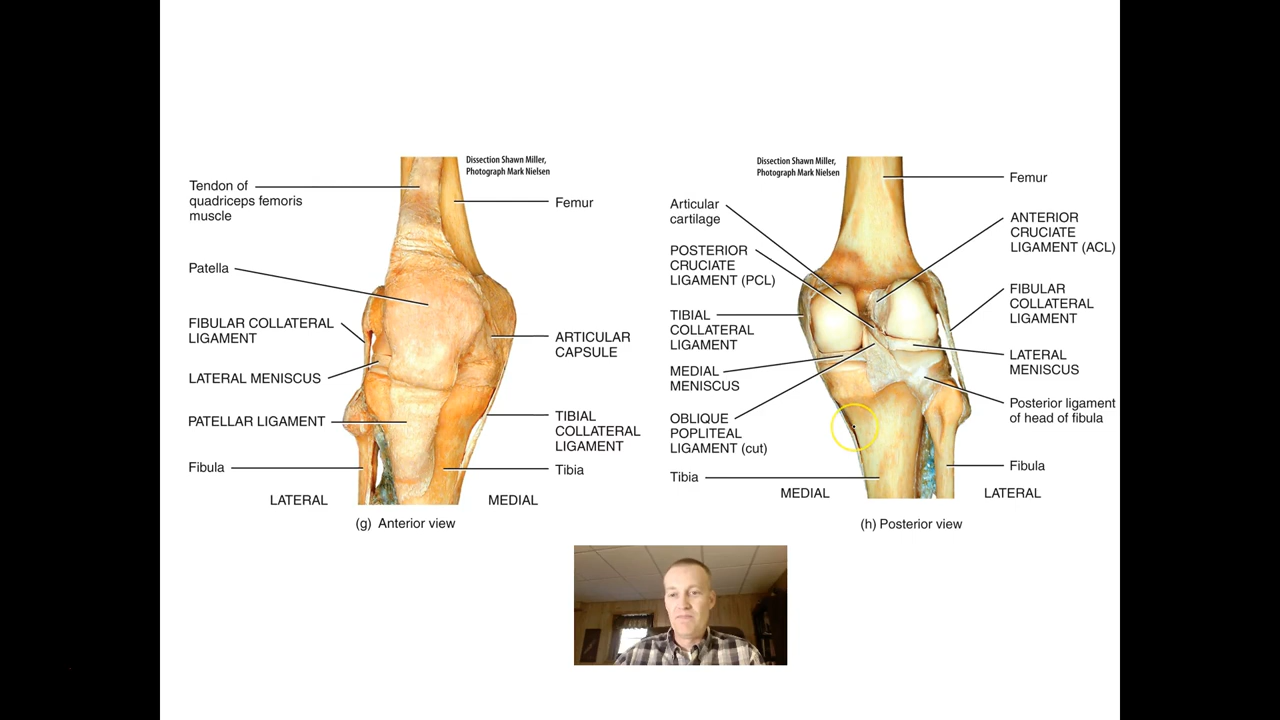 Dissection Shawn Miller,
Photograph Mark Nielsen
Tendon of
quadriceps femoris
muscle
Femur
Patella
FIBULAR COLLATERAL
LIGAMENT
ARTICULAR
CAPSULE
LATERAL MENISCUS
PATELLAR LIGAMENT
TIBIAL
COLLATERAL
LIGAMENT
Fibula
Tibia
LATERAL
MEDIAL
(g) Anterior view
Dissection Shawn Miller,
Photograph Mark Nielsen
Articular
cartilage
POSTERIOR
CRUCIATE
LIGAMENT (PCL)
TIBIAL
COLLATERAL
LIGAMENT
MEDIAL
MENISCUS
OBLIQUE
POPLITEAL
LIGAMENT (cut)
Tibia
MEDIAL
Femur
ANTERIOR
CRUCIATE
LIGAMENT (ACL)
FIBULAR
COLLATERAL
LIGAMENT
LATERAL
MENISCUS
Posterior ligament
of head of fibula
Fibula
LATERAL
(h) Posterior view